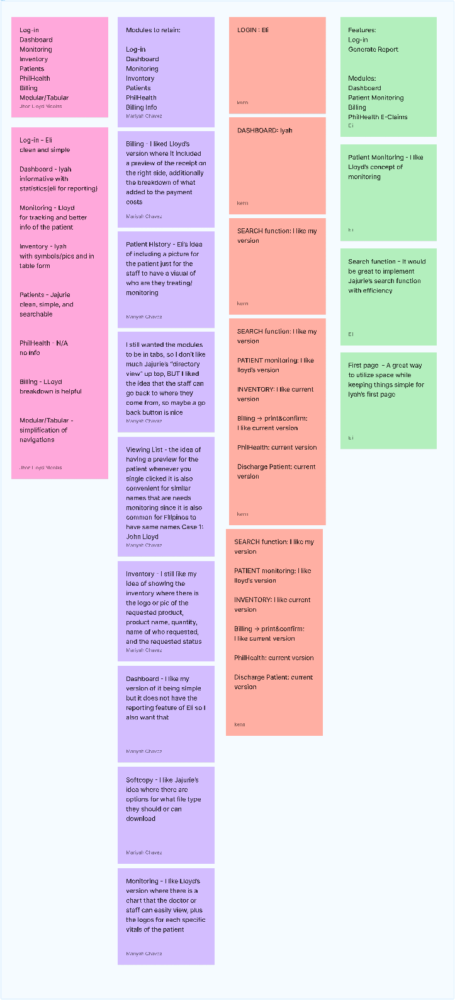 Log-in
Dashboard
Monitoring
Inventory
Patients
PhilHealth
Billing
Modular/Tabular
Jhon Lloyd Nicolas
Log-in - Eli
clean and simple
Dashboard - Iyah
informative with
statistics(eli for reporting)
Monitoring - Lloyd
for tracking and better
info of the patient
Inventory - Iyah
with symbols/pics and in
table form
Patients - Jajurie
clean, simple, and
searchable
PhilHealth - N/A
no info
Billing - LLoyd
breakdown is helpful
Modular/Tabular -
simplification of
navigations
Jhon Lloyd Nicolas
Modules to retain:
Log-in
Dashboard
Monitoring
Inventory
Patients
PhilHealth
Billing Info
Mariyah Chavez
Billing - I liked Lloyd's
version where it included
a preview of the receipt on
the right side, additionally
the breakdown of what
added to the payment
costs
Mariyah Chavez
Patient History - Eli's idea
of including a picture for
the patient just for the
staff to have a visual of
who are they treating/
monitoring
Mariyah Chavez
I still wanted the modules
to be in tabs, so I don't like
much Jajurie's "directory
view" up top, BUT I liked
the idea that the staff can
go back to where they
come from, so maybe a go
back button is nice
Mariyah Chavez
Viewing List - the idea of
having a preview for the
patient whenever you
single clicked it is also
convenient for similar
names that are needs
monitoring since it is also
common for Filipinos to
have same names Case 1:
John Lloyd
Mariyah Chavez
Inventory - I still like my
idea of showing the
inventory where there is
the logo or pic of the
requested product,
product name, quantity,
name of who requested,
and the requested status
Mariyah Chavez
Dashboard - I like my
version of it being simple
but it does not have the
reporting feature of Eli so I
also want that
Mariyah Chavez
Softcopy - I like Jajurie's
idea where there are
options for what file type
they should or can
download
Mariyah Chavez
Monitoring - I like Lloyd's
version where there is a
chart that the doctor or
staff can easily view, plus
the logos for each specific
vitals of the patient
Mariyah Chavez
LOGIN : Eli
kenn
DASHBOARD: Iyah
kenn
SEARCH function: I like my
version
kenn
SEARCH function: I like my
version
PATIENT monitoring: I like
lloyd's version
INVENTORY: I like current
version
Billing → print&confirm:
I like current version
PhilHealth: current version
Discharge Patient: current
version
kenn
SEARCH function: I like my
version
PATIENT monitoring: I like
lloyd's version
INVENTORY: I like current
version
Billing → print&confirm:
I like current version
PhilHealth: current version
Discharge Patient: current
version
kenn
Features:
Log-in
Generate Report
Modules:
Dashboard
Patient Monitoring
Billing
PhilHealth E-Claims
Eli
Patient Monitoring - I like
Lloyd's concept of
monitoring
Eli
Search function - It would
be great to implement
Jajurie's search function
with efficiency
Eli
First page - A great way
to utilize space while
keeping things simple for
Iyah's first page
Eli